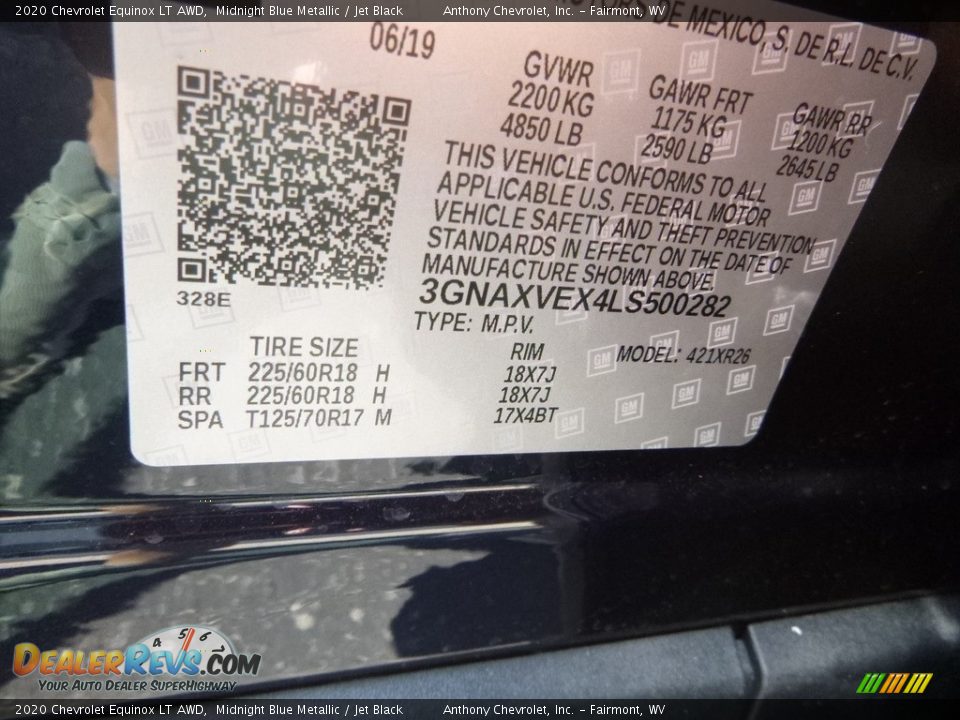 2020 Chevrolet Equinox LT AWD, Midnight Blue Metallic / Jet Black Anthony Chevrolet, Inc. - Fairmont, WV
MOTORS DE MEXICO, S. DE R.L. DE C.V.
06/19
GVWR GAWR FRT GAWR RR
2200 KG 1175 KG 1200 KG
4850 LB 2590 LB 2645 LB
THIS VEHICLE CONFORMS TO ALL
APPLICABLE U.S. FEDERAL MOTOR
VEHICLE SAFETY AND THEFT PREVENTION
STANDARDS IN EFFECT ON THE DATE OF
MANUFACTURE SHOWN ABOVE.
328E
3GNAXVEX4LS500282
TYPE: M.P.V.
TIRE SIZE RIM MODEL: 421XR26
FRT 225/60R18 H 18X7J
RR 225/60R18 H 18X7J
SPA T125/70R17 M 17X4BT
4 5 6 7
DEALERREVS.COM
YOUR AUTO DEALER SUPERHIGHWAY
2020 Chevrolet Equinox LT AWD, Midnight Blue Metallic / Jet Black Anthony Chevrolet, Inc. - Fairmont, WV